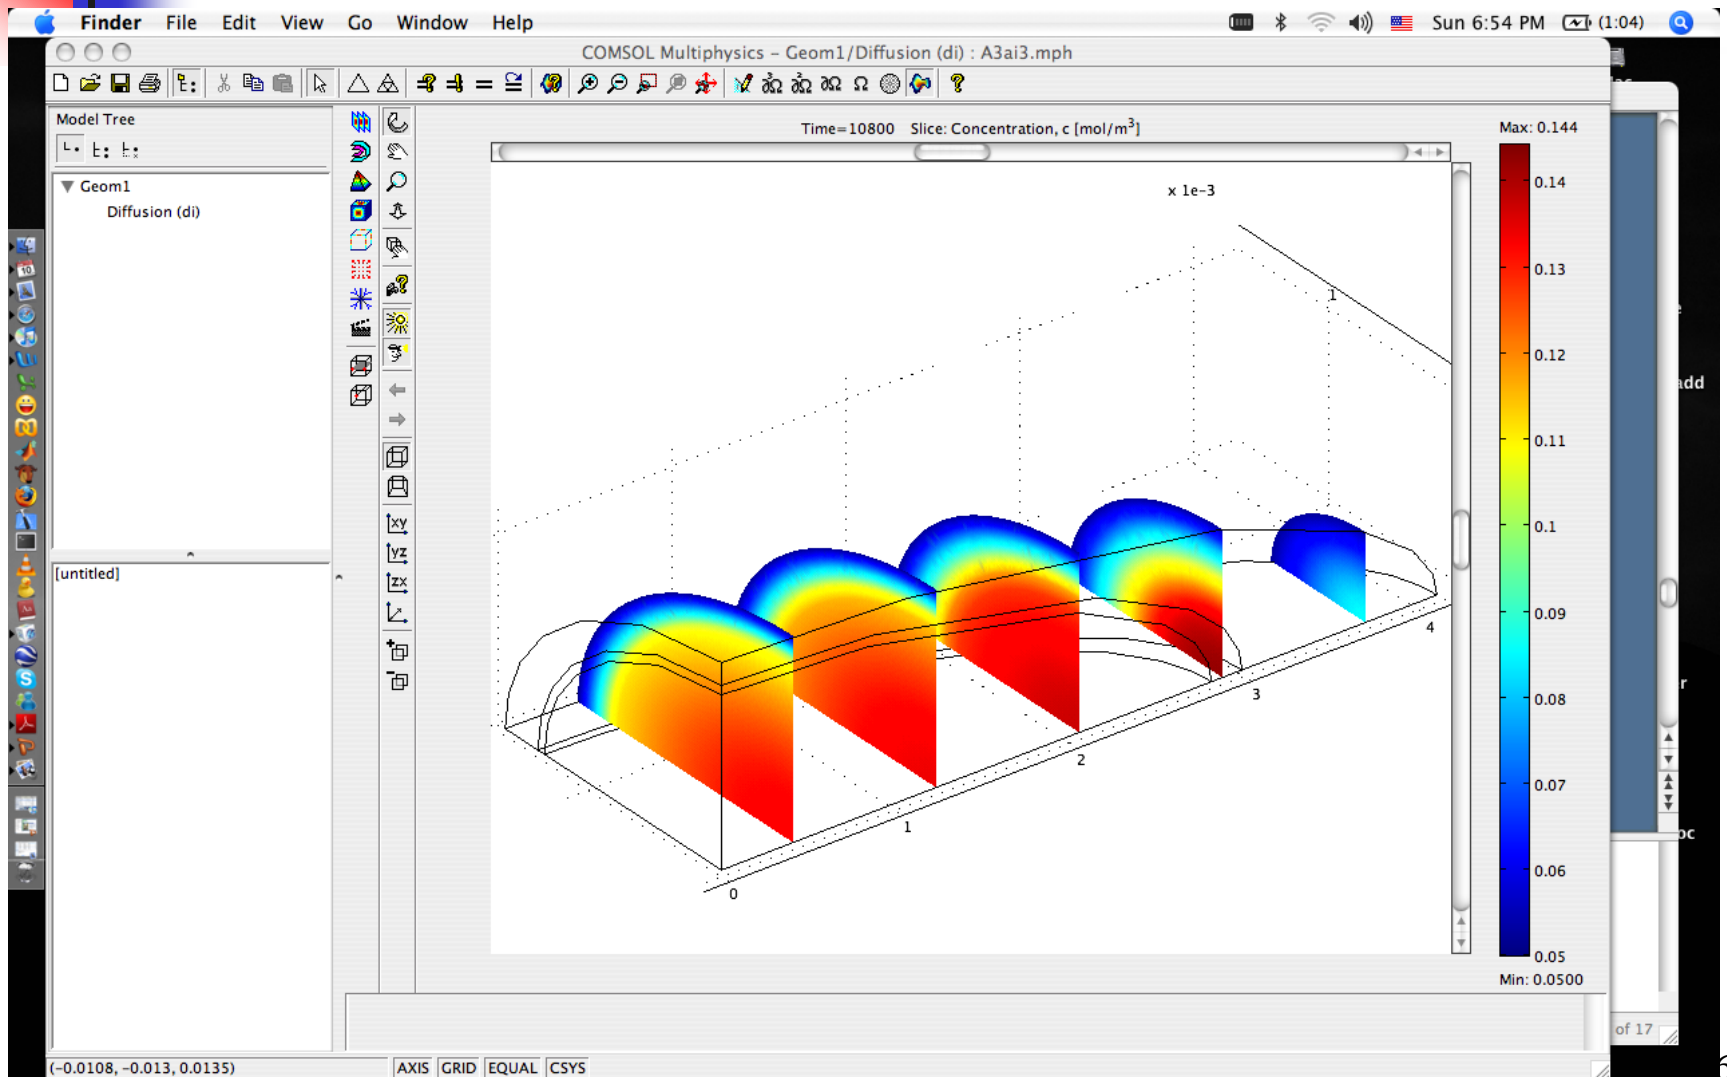 Finder File Edit View Go Window Help Sun 6:54 PM (1:04)
COMSOL Multiphysics – Geom1/Diffusion (di) : A3ai3.mph
Model Tree
Geom1
Diffusion (di)
[untitled]
Time=10800 Slice: Concentration, c [mol/m³]
Max: 0.144
x 1e-3
0.14
0.13
0.12
0.11
0.1
0.09
0.08
0.07
0.06
0.05
Min: 0.0500
1
4
3
2
1
0
xy
yz
zx
add
of 17
(-0.0108, -0.013, 0.0135)
AXIS GRID EQUAL CSYS